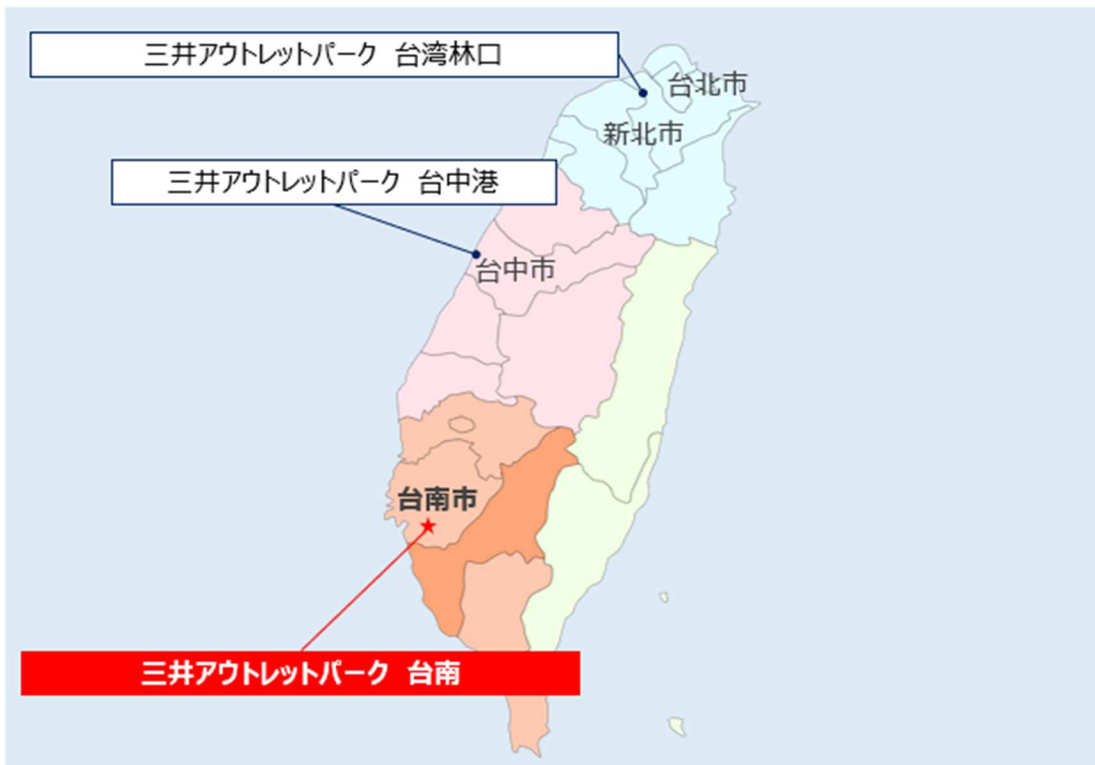 三井アウトレットパーク 台湾林口
台北市
新北市
三井アウトレットパーク 台中港
台中市
台南市
三井アウトレットパーク 台南